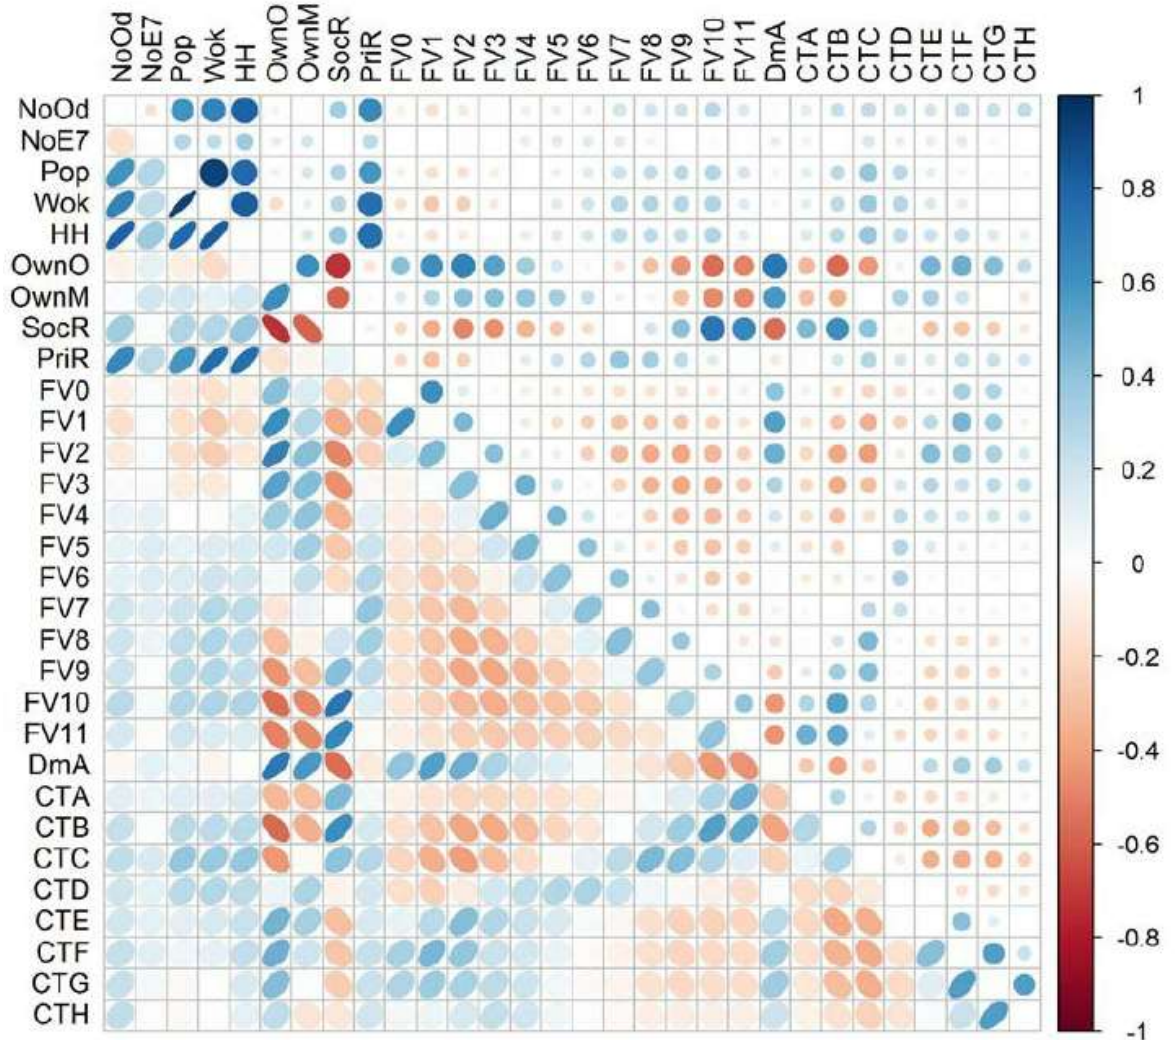 NoOd NoE7 Pop Wok HH OwnO OwnM SocR PriR FV0 FV1 FV2 FV3 FV4 FV5 FV6 FV7 FV8 FV9 FV10 FV11 DmA CTA CTB CTC CTD CTE CTF CTG CTH
NoOd
NoE7
Pop
Wok
HH
OwnO
OwnM
SocR
PriR
FV0
FV1
FV2
FV3
FV4
FV5
FV6
FV7
FV8
FV9
FV10
FV11
DmA
CTA
CTB
CTC
CTD
CTE
CTF
CTG
CTH
1
0.8
0.6
0.4
0.2
0
-0.2
-0.4
-0.6
-0.8
-1